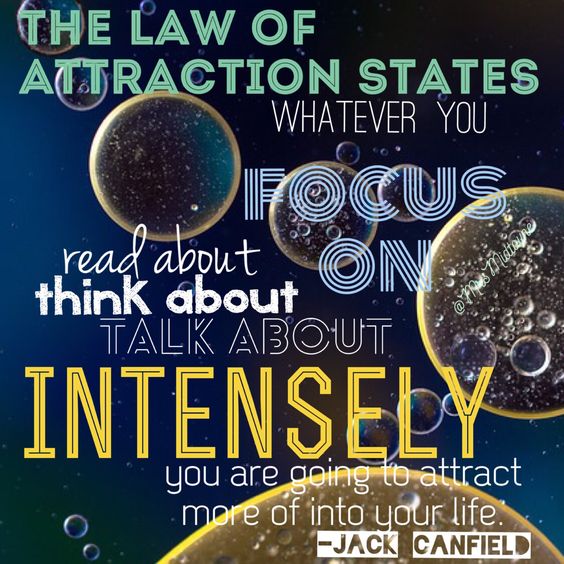 THE LAW OF
ATTRACTION STATES
WHATEVER YOU
FOCUS
ON
read about
think about
TALK ABOUT
INTENSELY
you are going to attract
more of into your life.
-JACK CANFIELD